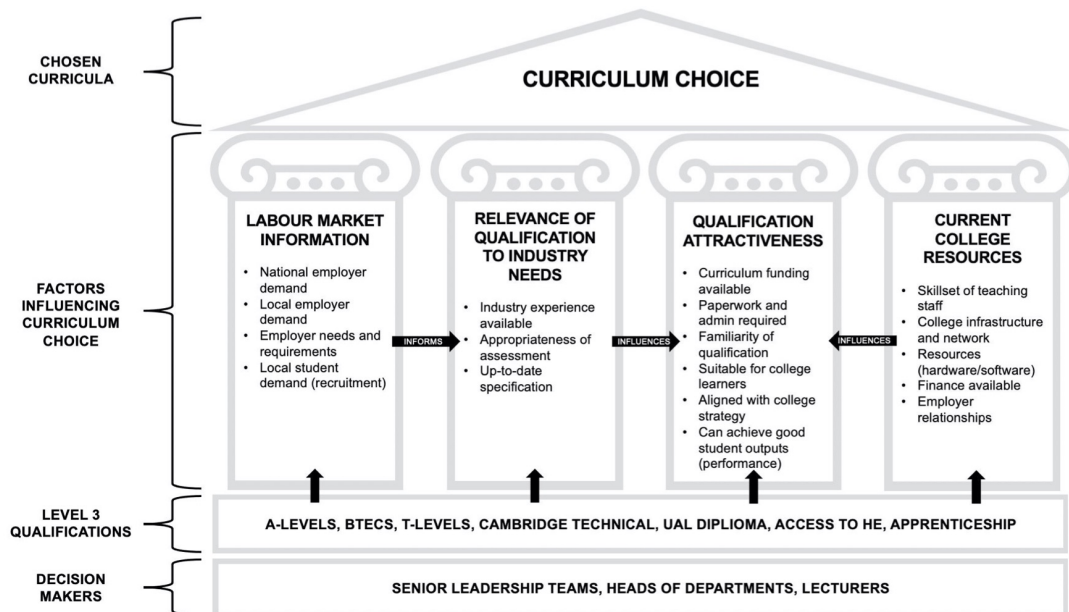 CHOSEN
CURRICULA
CURRICULUM CHOICE
FACTORS
INFLUENCING
CURRICULUM
CHOICE
LABOUR MARKET
INFORMATION
• National employer
demand
• Local employer
demand
• Employer needs and
requirements
• Local student
demand (recruitment)
INFORMS
RELEVANCE OF
QUALIFICATION
TO INDUSTRY
NEEDS
• Industry experience
available
• Appropriateness of
assessment
• Up-to-date
specification
INFLUENCES
QUALIFICATION
ATTRACTIVENESS
• Curriculum funding
available
• Paperwork and
admin required
• Familiarity of
qualification
• Suitable for college
learners
• Aligned with college
strategy
• Can achieve good
student outputs
(performance)
INFLUENCES
CURRENT
COLLEGE
RESOURCES
• Skillset of teaching
staff
• College infrastructure
and network
• Resources
(hardware/software)
• Finance available
• Employer
relationships
LEVEL 3
QUALIFICATIONS
A-LEVELS, BTECS, T-LEVELS, CAMBRIDGE TECHNICAL, UAL DIPLIOMA, ACCESS TO HE, APPRENTICESHIP
DECISION
MAKERS
SENIOR LEADERSHIP TEAMS, HEADS OF DEPARTMENTS, LECTURERS